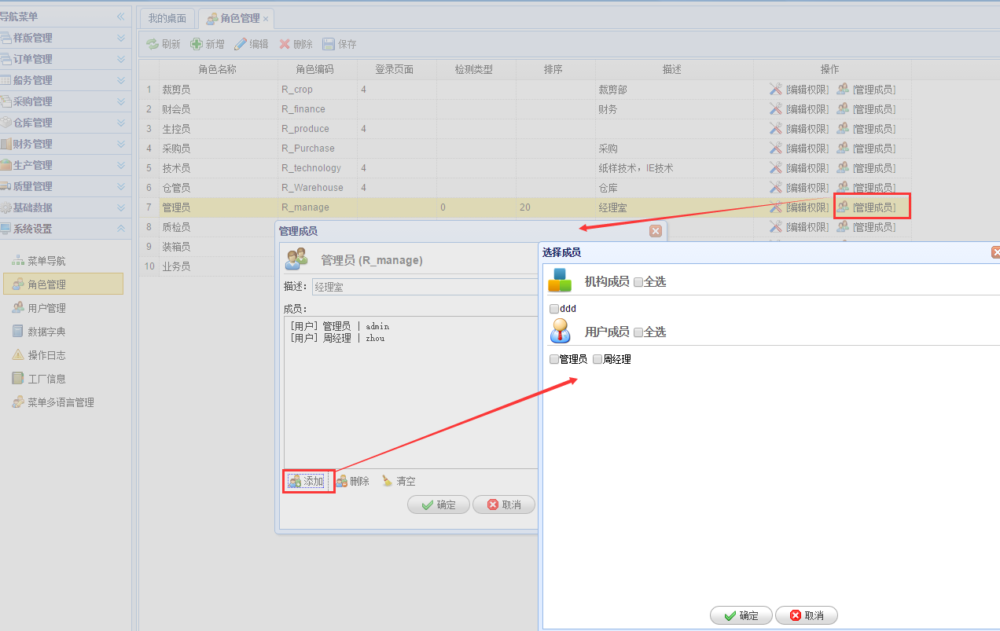 导航菜单
样版管理
订单管理
船务管理
采购管理
仓库管理
财务管理
生产管理
质量管理
基础数据
系统设置
菜单导航
角色管理
用户管理
数据字典
操作日志
工厂信息
菜单多语言管理
我的桌面 角色管理 ×
刷新 新增 编辑 删除 保存
角色名称 角色编码 登录页面 检测类型 排序 描述 操作
1 裁剪员 R_crop 4 裁剪部 [编辑权限] [管理成员]
2 财会员 R_finance 财务 [编辑权限] [管理成员]
3 生控员 R_produce 4 [编辑权限] [管理成员]
4 采购员 R_Purchase 采购 [编辑权限] [管理成员]
5 技术员 R_technology 4 纸样技术，IE技术 [编辑权限] [管理成员]
6 仓管员 R_Warehouse 4 仓库 [编辑权限] [管理成员]
7 管理员 R_manage 0 20 经理室 [编辑权限] [管理成员]
8 质检员 [编辑权限] [管理成员]
9 装箱员
10 业务员
管理成员
管理员 (R_manage)
描述: 经理室
成员:
[用户] 管理员 | admin
[用户] 周经理 | zhou
添加 删除 清空
确定 取消
选择成员
机构成员 全选
ddd
用户成员 全选
管理员 周经理
确定 取消